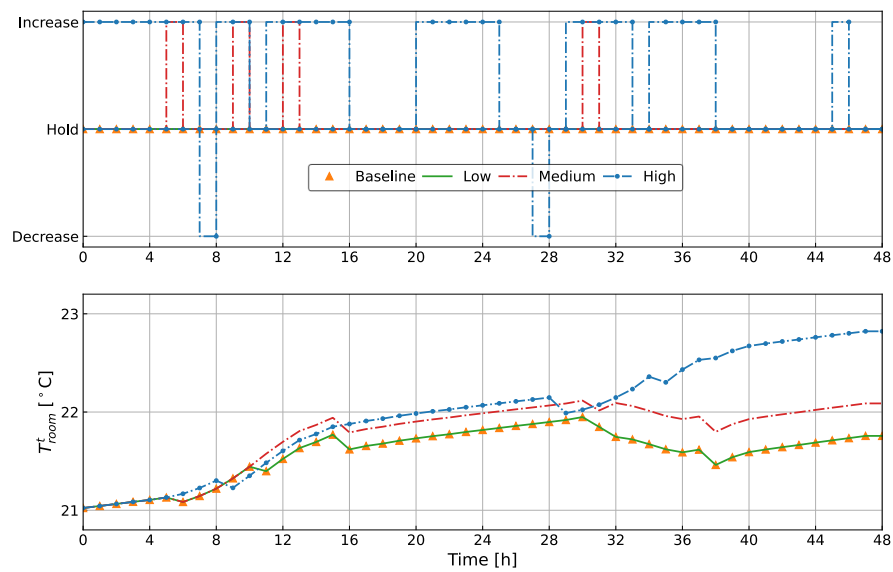 Increase
Hold
Decrease
Baseline Low Medium High
0 4 8 12 16 20 24 28 32 36 40 44 48
23
22
21
T^t_room [°C]
0 4 8 12 16 20 24 28 32 36 40 44 48
Time [h]